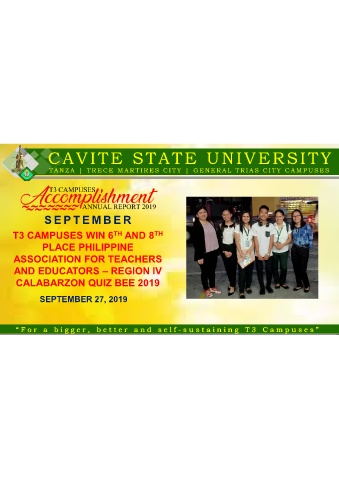 CAVITE STATE UNIVERSITY
TANZA | TRECE MARTIRES CITY | GENERAL TRIAS CITY CAMPUSES
T3 CAMPUSES
Accomplishment
ANNUAL REPORT 2019
SEPTEMBER
T3 CAMPUSES WIN 6TH AND 8TH
PLACE PHILIPPINE
ASSOCIATION FOR TEACHERS
AND EDUCATORS – REGION IV
CALABARZON QUIZ BEE 2019
SEPTEMBER 27, 2019
"For a bigger, better and self-sustaining T3 Campuses"